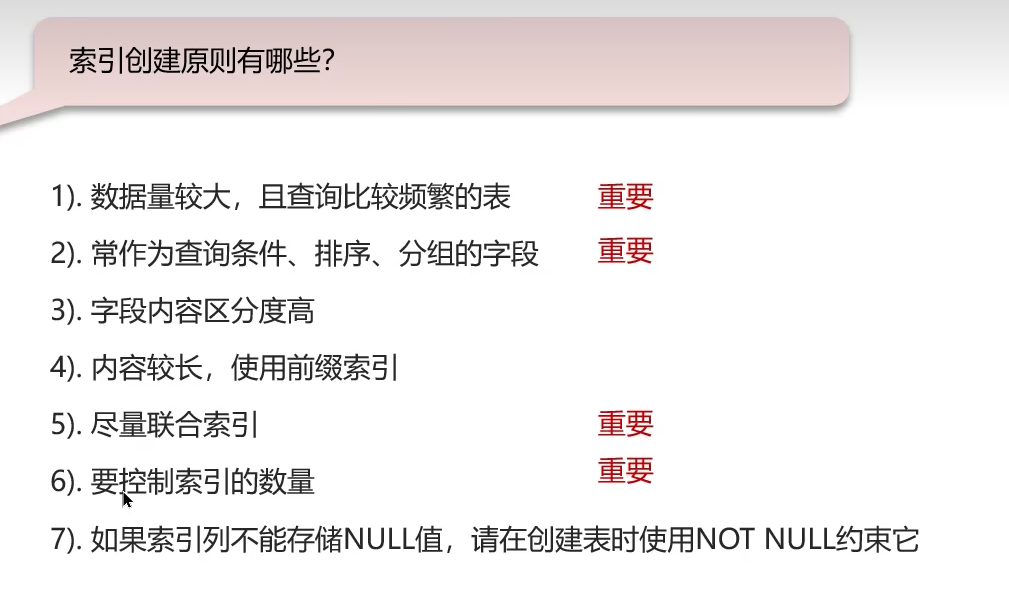 索引创建原则有哪些？
1). 数据量较大，且查询比较频繁的表 重要
2). 常作为查询条件、排序、分组的字段 重要
3). 字段内容区分度高
4). 内容较长，使用前缀索引
5). 尽量联合索引 重要
6). 要控制索引的数量 重要
7). 如果索引列不能存储NULL值，请在创建表时使用NOT NULL约束它